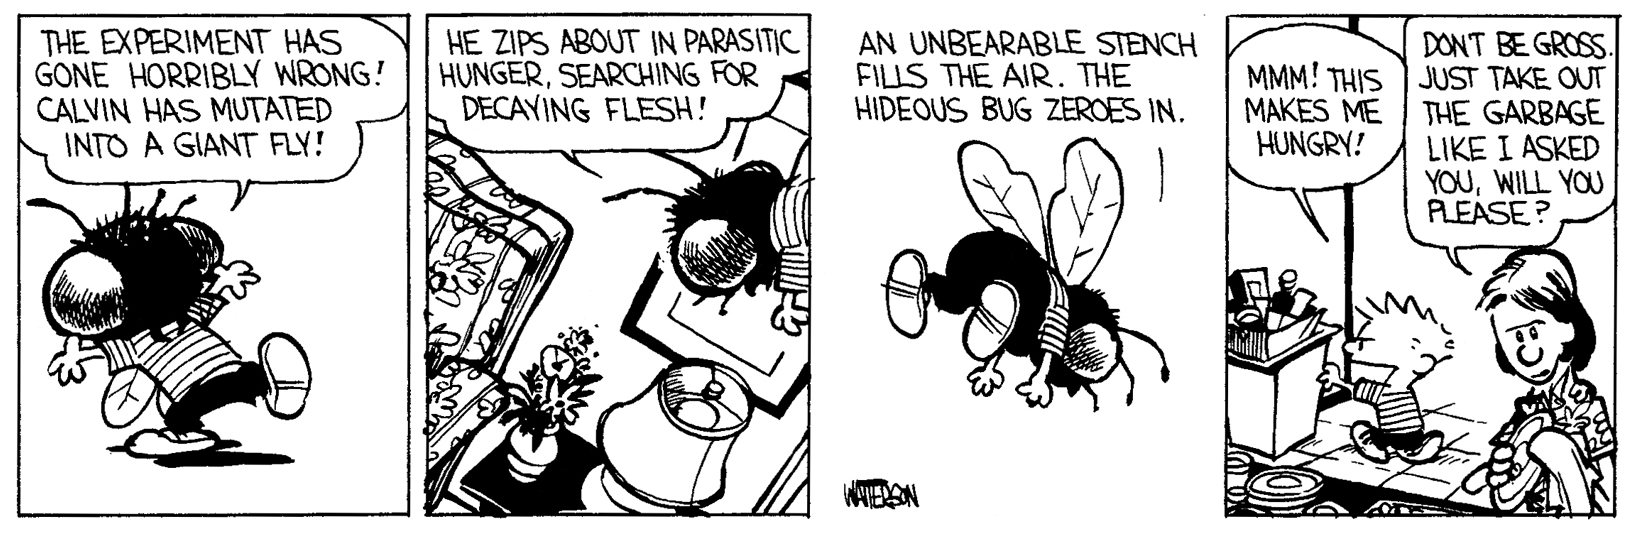 THE EXPERIMENT HAS
GONE HORRIBLY WRONG!
CALVIN HAS MUTATED
INTO A GIANT FLY!
HE ZIPS ABOUT IN PARASITIC
HUNGER, SEARCHING FOR
DECAYING FLESH!
AN UNBEARABLE STENCH
FILLS THE AIR. THE
HIDEOUS BUG ZEROES IN.
WATTERSON
MMM! THIS
MAKES ME
HUNGRY!
DON'T BE GROSS.
JUST TAKE OUT
THE GARBAGE
LIKE I ASKED
YOU, WILL YOU
PLEASE?